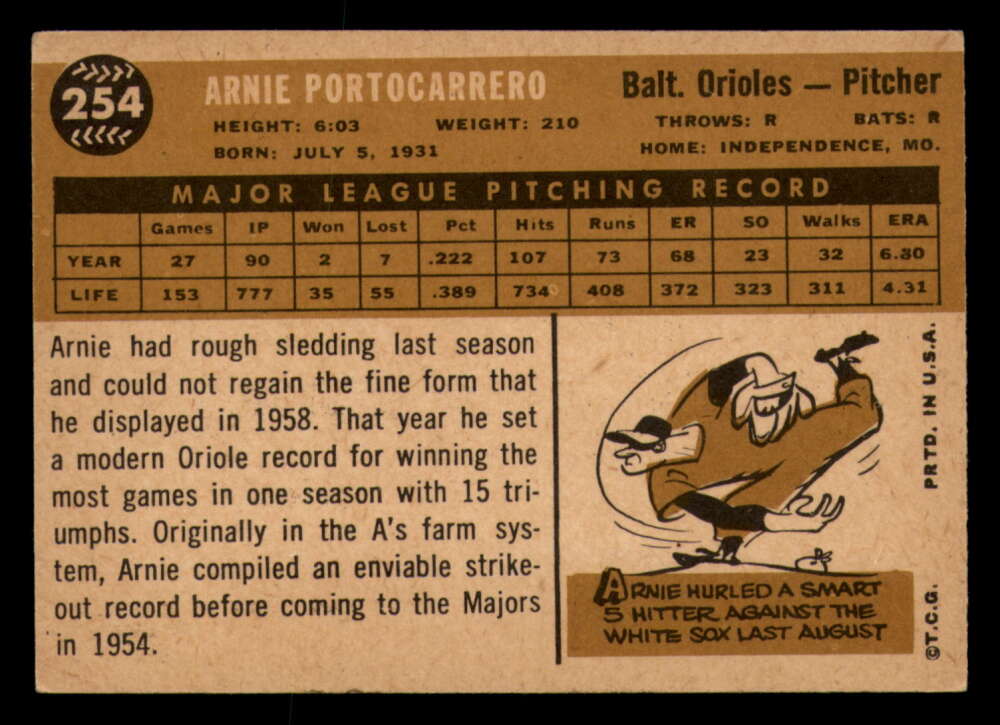 254
ARNIE PORTOCARRERO
Balt. Orioles — Pitcher
HEIGHT: 6:03 WEIGHT: 210 THROWS: R BATS: R
BORN: JULY 5, 1931 HOME: INDEPENDENCE, MO.
MAJOR LEAGUE PITCHING RECORD
Games IP Won Lost Pct Hits Runs ER SO Walks ERA
YEAR 27 90 2 7 .222 107 73 68 23 32 6.80
LIFE 153 777 35 55 .389 734 408 372 323 311 4.31
Arnie had rough sledding last season
and could not regain the fine form that
he displayed in 1958. That year he set
a modern Oriole record for winning the
most games in one season with 15 tri-
umphs. Originally in the A's farm sys-
tem, Arnie compiled an enviable strike-
out record before coming to the Majors
in 1954.
ARNIE HURLED A SMART
5 HITTER AGAINST THE
WHITE SOX LAST AUGUST
©T.C.G. PRTD. IN U.S.A.